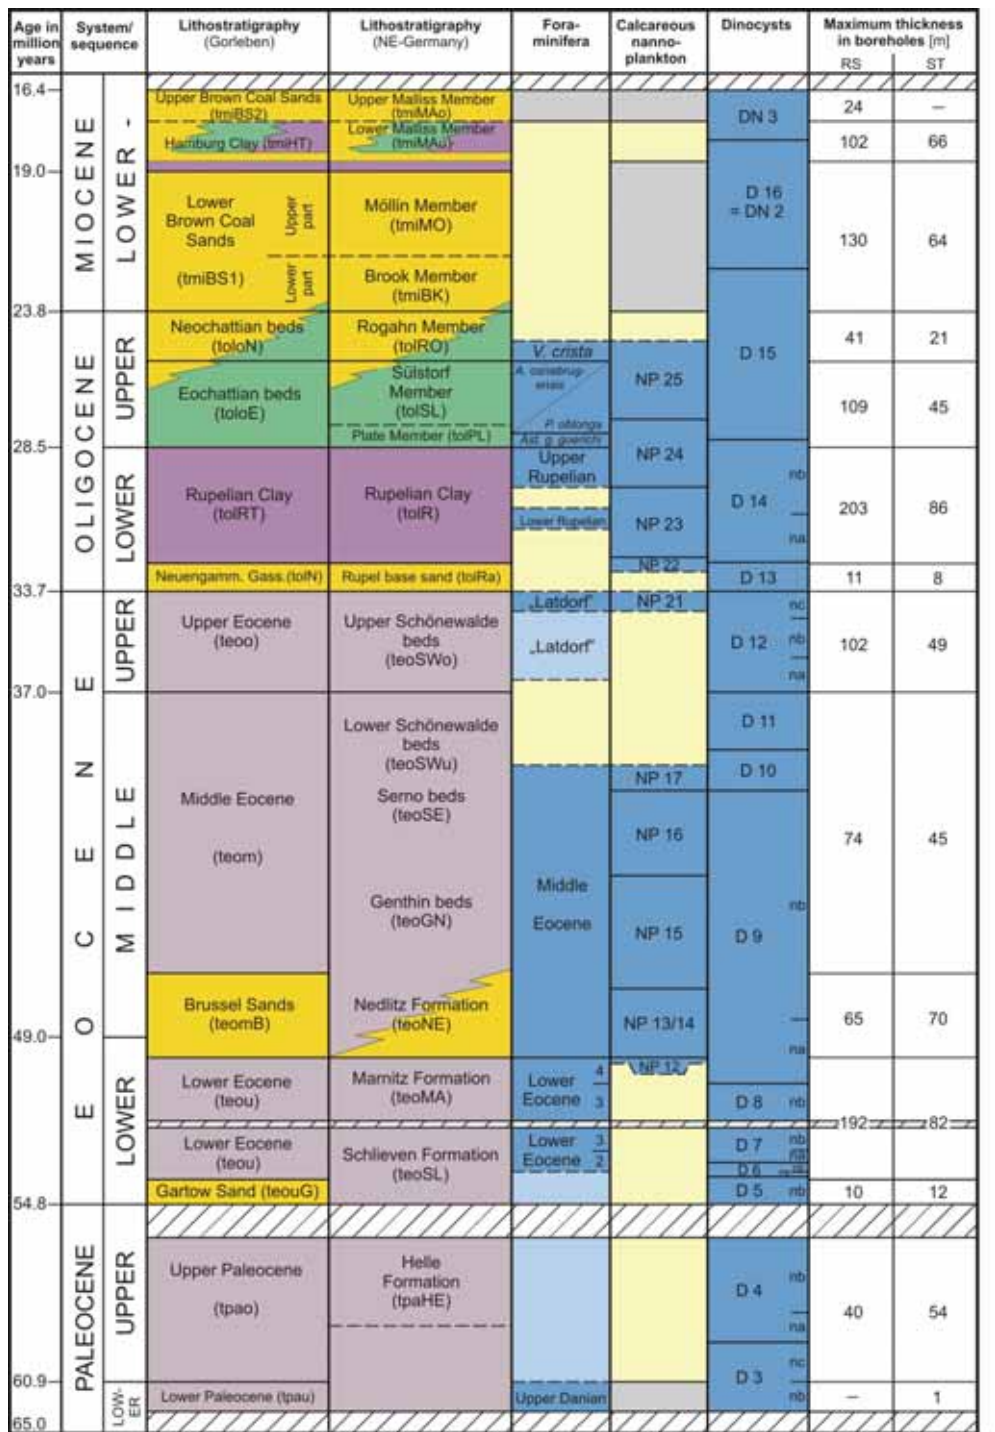 Age in million years
System/ sequence
Lithostratigraphy (Gorleben)
Lithostratigraphy (NE-Germany)
Fora- minifera
Calcareous nanno- plankton
Dinocysts
Maximum thickness in boreholes [m]
RS
ST
16.4
19.0
23.8
28.5
33.7
37.0
49.0
54.8
60.9
65.0
MIOCENE
OLIGOCENE
EOCENE
PALEOCENE
LOWER -
UPPER
LOWER
UPPER
MIDDLE
LOWER
UPPER
LOW- ER
Upper Brown Coal Sands
(tmiBS2)
Hamburg Clay (tmiHT)
Lower
Brown Coal
Sands
(tmiBS1)
Upper part
Lower part
Neochattian beds
(toloN)
Eochattian beds
(toloE)
Rupelian Clay
(tolRT)
Neuengamm. Gass.(tolN)
Upper Eocene
(teoo)
Middle Eocene
(teom)
Brussel Sands
(teomB)
Lower Eocene
(teou)
Lower Eocene
(teou)
Gartow Sand (teouG)
Upper Paleocene
(tpao)
Lower Paleocene (tpau)
Upper Malliss Member
(tmiMAo)
Lower Malliss Member
(tmiMAu)
Möllin Member
(tmiMO)
Brook Member
(tmiBK)
Rogahn Member
(tolRO)
Sülstorf
Member
(tolSL)
Plate Member (tolPL)
Rupelian Clay
(tolR)
Rupel base sand (tolRa)
Upper Schönewalde
beds
(teoSWo)
Lower Schönewalde
beds
(teoSWu)
Serno beds
(teoSE)
Genthin beds
(teoGN)
Nedlitz Formation
(teoNE)
Marnitz Formation
(teoMA)
Schlieven Formation
(teoSL)
Helle
Formation
(tpaHE)
V. crista
P. oblonga
Ast. g. goerichi
Upper
Rupelian
Lower Rupelian
„Latdorf"
„Latdorf"
Middle
Eocene
Lower
Eocene
4
3
Lower
Eocene
3
2
Upper Danian
NP 25
NP 24
NP 23
NP 22
NP 21
NP 17
NP 16
NP 15
NP 13/14
NP 12
DN 3
D 16
= DN 2
D 15
D 14
nb
na
D 13
D 12
nc
nb
na
D 11
D 10
D 9
nb
na
D 8 nb
D 7 nb
na
D 6
D 5 nb
D 4
nb
na
D 3
nc
nb
24 –
102 66
130 64
41 21
109 45
203 86
11 8
102 49
74 45
65 70
192 82
10 12
40 54
– 1